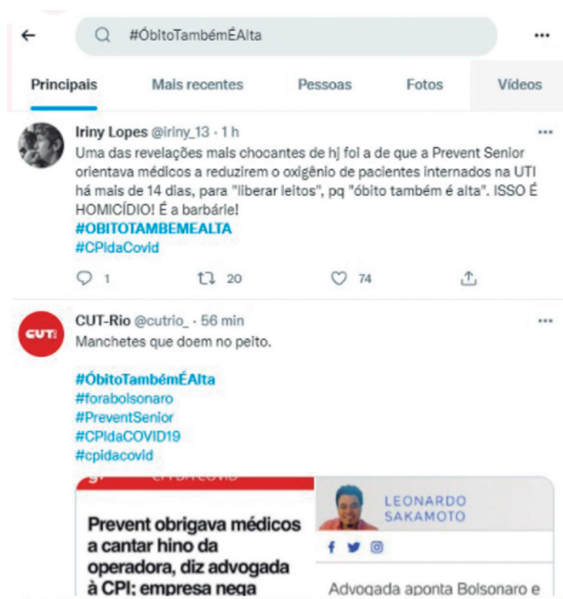 #ÓbItoTambémÉAlta
Principais
Mais recentes
Pessoas
Fotos
Vídeos
Iriny Lopes @iriny_13 · 1 h
Uma das revelações mais chocantes de hj foi a de que a Prevent Senior
orientava médicos a reduzirem o oxigênio de pacientes internados na UTI
há mais de 14 dias, para "liberar leitos", pq "óbito também é alta". ISSO É
HOMICÍDIO! É a barbárie!
#OBITOTAMBEMEALTA
#CPIdaCovid
1 20 74
CUT-Rio @cutrio_ · 56 min
Manchetes que doem no peito.
#ÓbitoTambémÉAlta
#forabolsonaro
#PreventSenior
#CPIdaCOVID19
#cpidacovid
CUT
Prevent obrigava médicos
a cantar hino da
operadora, diz advogada
à CPI; empresa nega
LEONARDO
SAKAMOTO
Advogada aponta Bolsonaro e